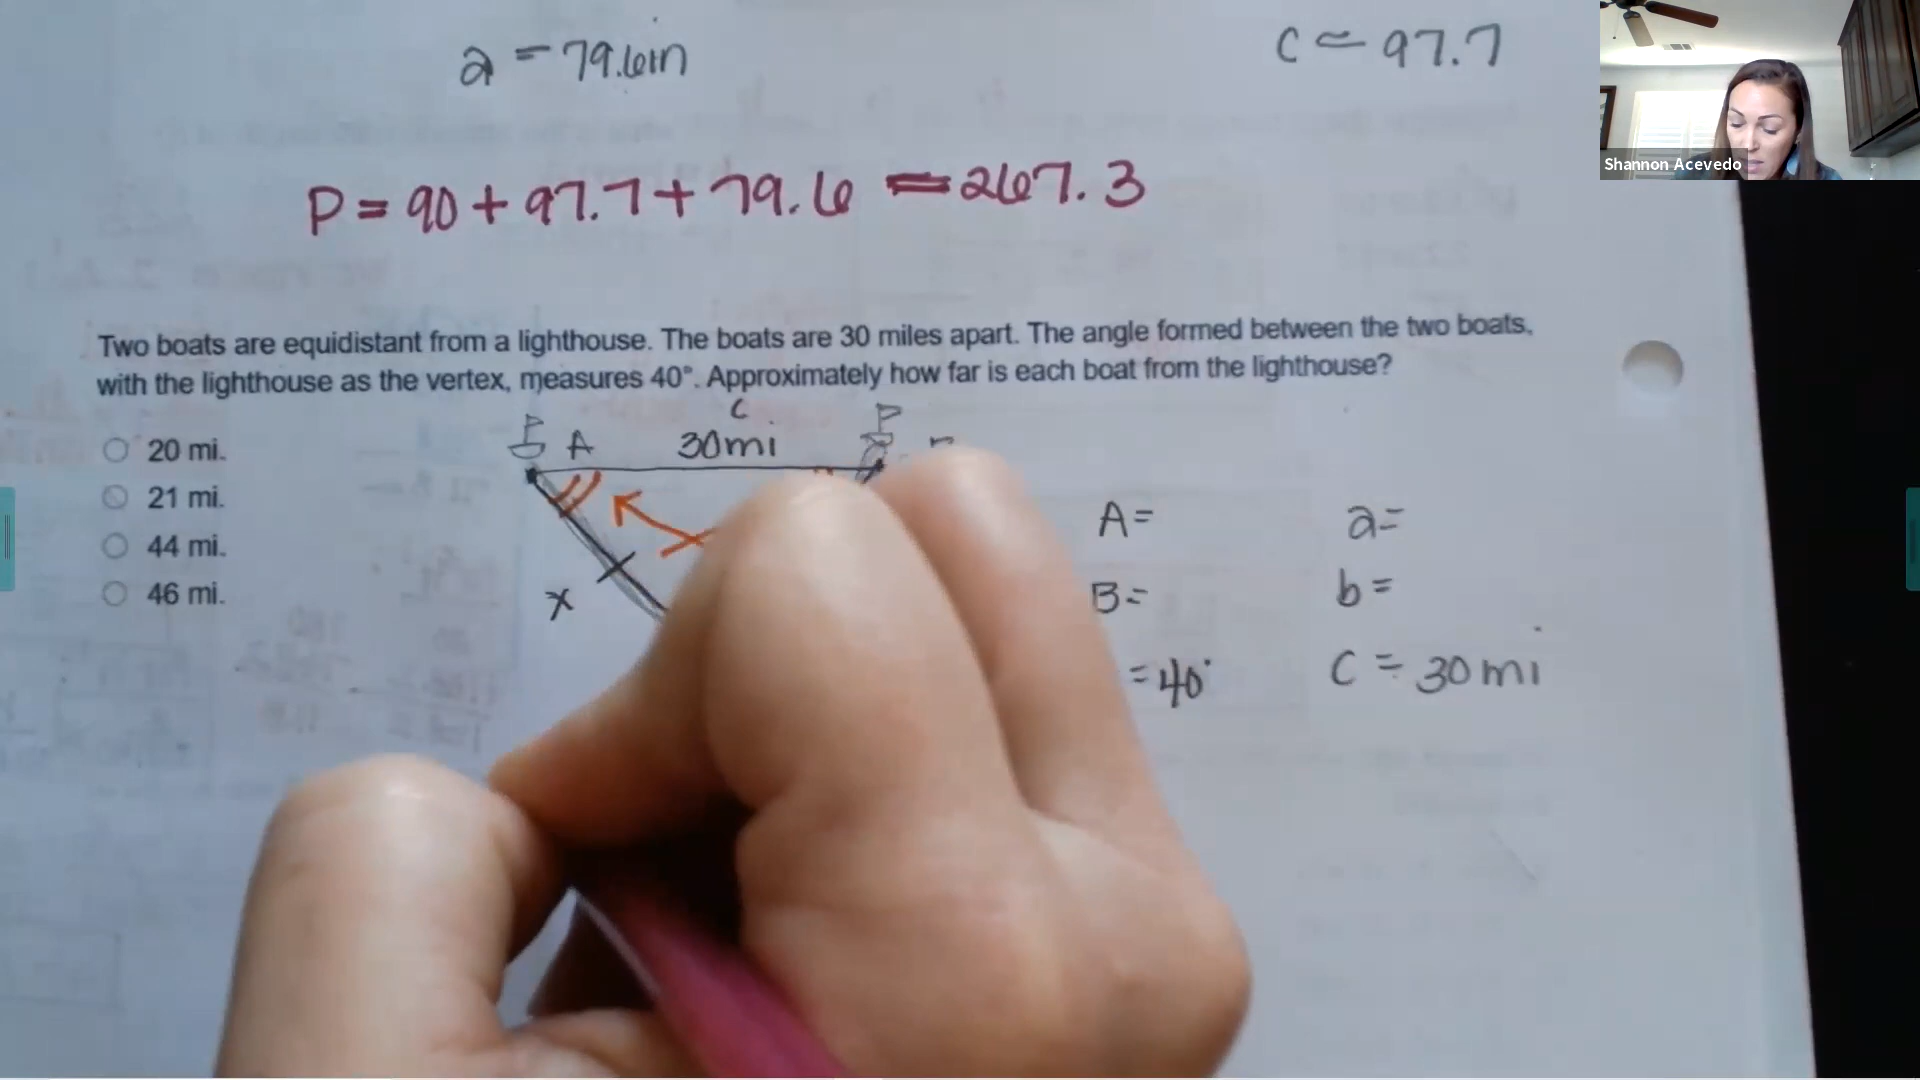 a = 79.6in
c ≈ 97.7
Shannon Acevedo
P = 90 + 97.7 + 79.6 = 267.3
Two boats are equidistant from a lighthouse. The boats are 30 miles apart. The angle formed between the two boats,
with the lighthouse as the vertex, measures 40°. Approximately how far is each boat from the lighthouse?
20 mi.
21 mi.
44 mi.
46 mi.
c
A 30mi
x
A= a=
B= b=
=40° c = 30mi